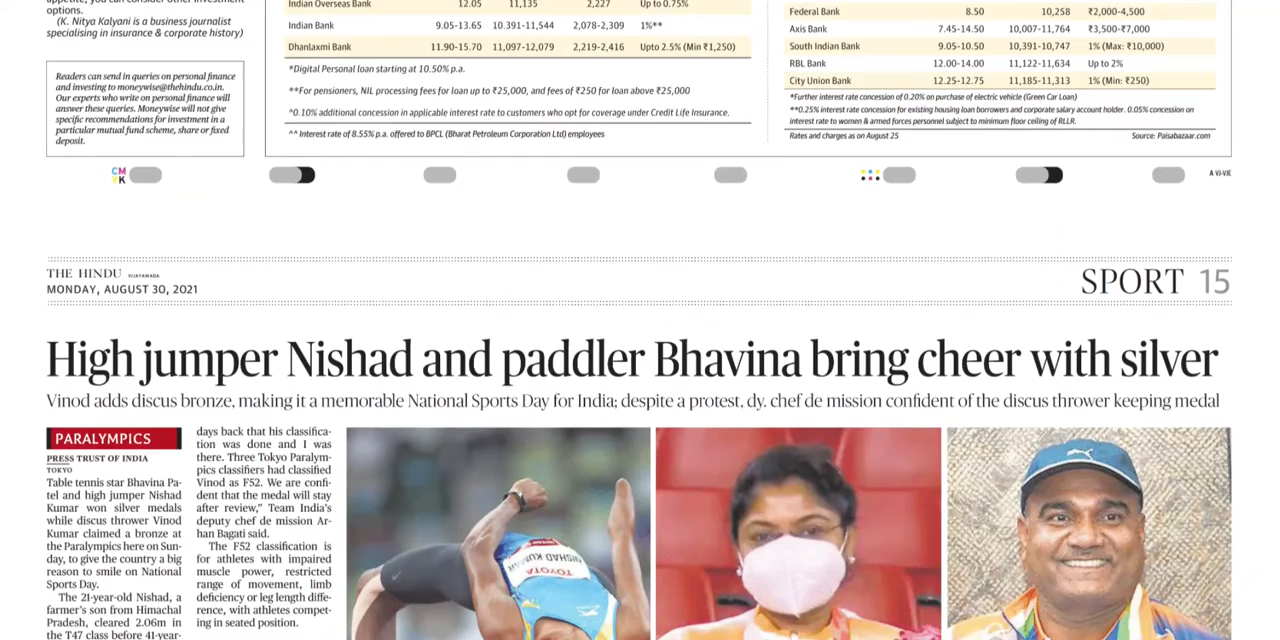 options.
(K. Nitya Kalyani is a business journalist
specialising in insurance & corporate history)
Readers can send in queries on personal finance
and investing to moneywise@thehindu.co.in.
Our experts who write on personal finance will
answer these queries. Moneywise will not give
specific recommendations for investment in a
particular mutual fund scheme, share or fixed
deposit.
Indian Overseas Bank 12.05 11,135 2,227 Up to 0.75%
Indian Bank 9.05-13.65 10.391-11,544 2,078-2,309 1%**
Dhanlaxmi Bank 11.90-15.70 11,097-12,079 2,219-2,416 Upto 2.5% (Min ₹1,250)
*Digital Personal loan starting at 10.50% p.a.
**For pensioners, NIL processing fees for loan up to ₹25,000, and fees of ₹250 for loan above ₹25,000
^0.10% additional concession in applicable interest rate to customers who opt for coverage under Credit Life Insurance.
^^ Interest rate of 8.55% p.a. offered to BPCL (Bharat Petroleum Corporation Ltd) employees
Federal Bank 8.50 10,258 ₹2,000-4,500
Axis Bank 7.45-14.50 10,007-11,764 ₹3,500-₹7,000
South Indian Bank 9.05-10.50 10,391-10,747 1% (Max: ₹10,000)
RBL Bank 12.00-14.00 11,122-11,634 Up to 2%
City Union Bank 12.25-12.75 11,185-11,313 1% (Min: ₹250)
*Further interest rate concession of 0.20% on purchase of electric vehicle (Green Car Loan)
**0.25% interest rate concession for existing housing loan borrowers and corporate salary account holder. 0.05% concession on
interest rate to women & armed forces personnel subject to minimum floor ceiling of RLLR.
Rates and charges as on August 25 Source: Paisabazaar.com
CM
YK
A VJ-VJE
THE HINDU VIJAYAWADA
MONDAY, AUGUST 30, 2021
SPORT 15
High jumper Nishad and paddler Bhavina bring cheer with silver
Vinod adds discus bronze, making it a memorable National Sports Day for India; despite a protest, dy. chef de mission confident of the discus thrower keeping medal
PARALYMPICS
PRESS TRUST OF INDIA
TOKYO
Table tennis star Bhavina Pa-
tel and high jumper Nishad
Kumar won silver medals
while discus thrower Vinod
Kumar claimed a bronze at
the Paralympics here on Sun-
day, to give the country a big
reason to smile on National
Sports Day.
The 21-year-old Nishad, a
farmer's son from Himachal
Pradesh, cleared 2.06m in
the T47 class before 41-year-
days back that his classifica-
tion was done and I was
there. Three Tokyo Paralym-
pics classifiers had classified
Vinod as F52. We are confi-
dent that the medal will stay
after review," Team India's
deputy chef de mission Ar-
han Bagati said.
The F52 classification is
for athletes with impaired
muscle power, restricted
range of movement, limb
deficiency or leg length differ-
ence, with athletes compet-
ing in seated position.
TOYOTA
NISHAD KUMAR